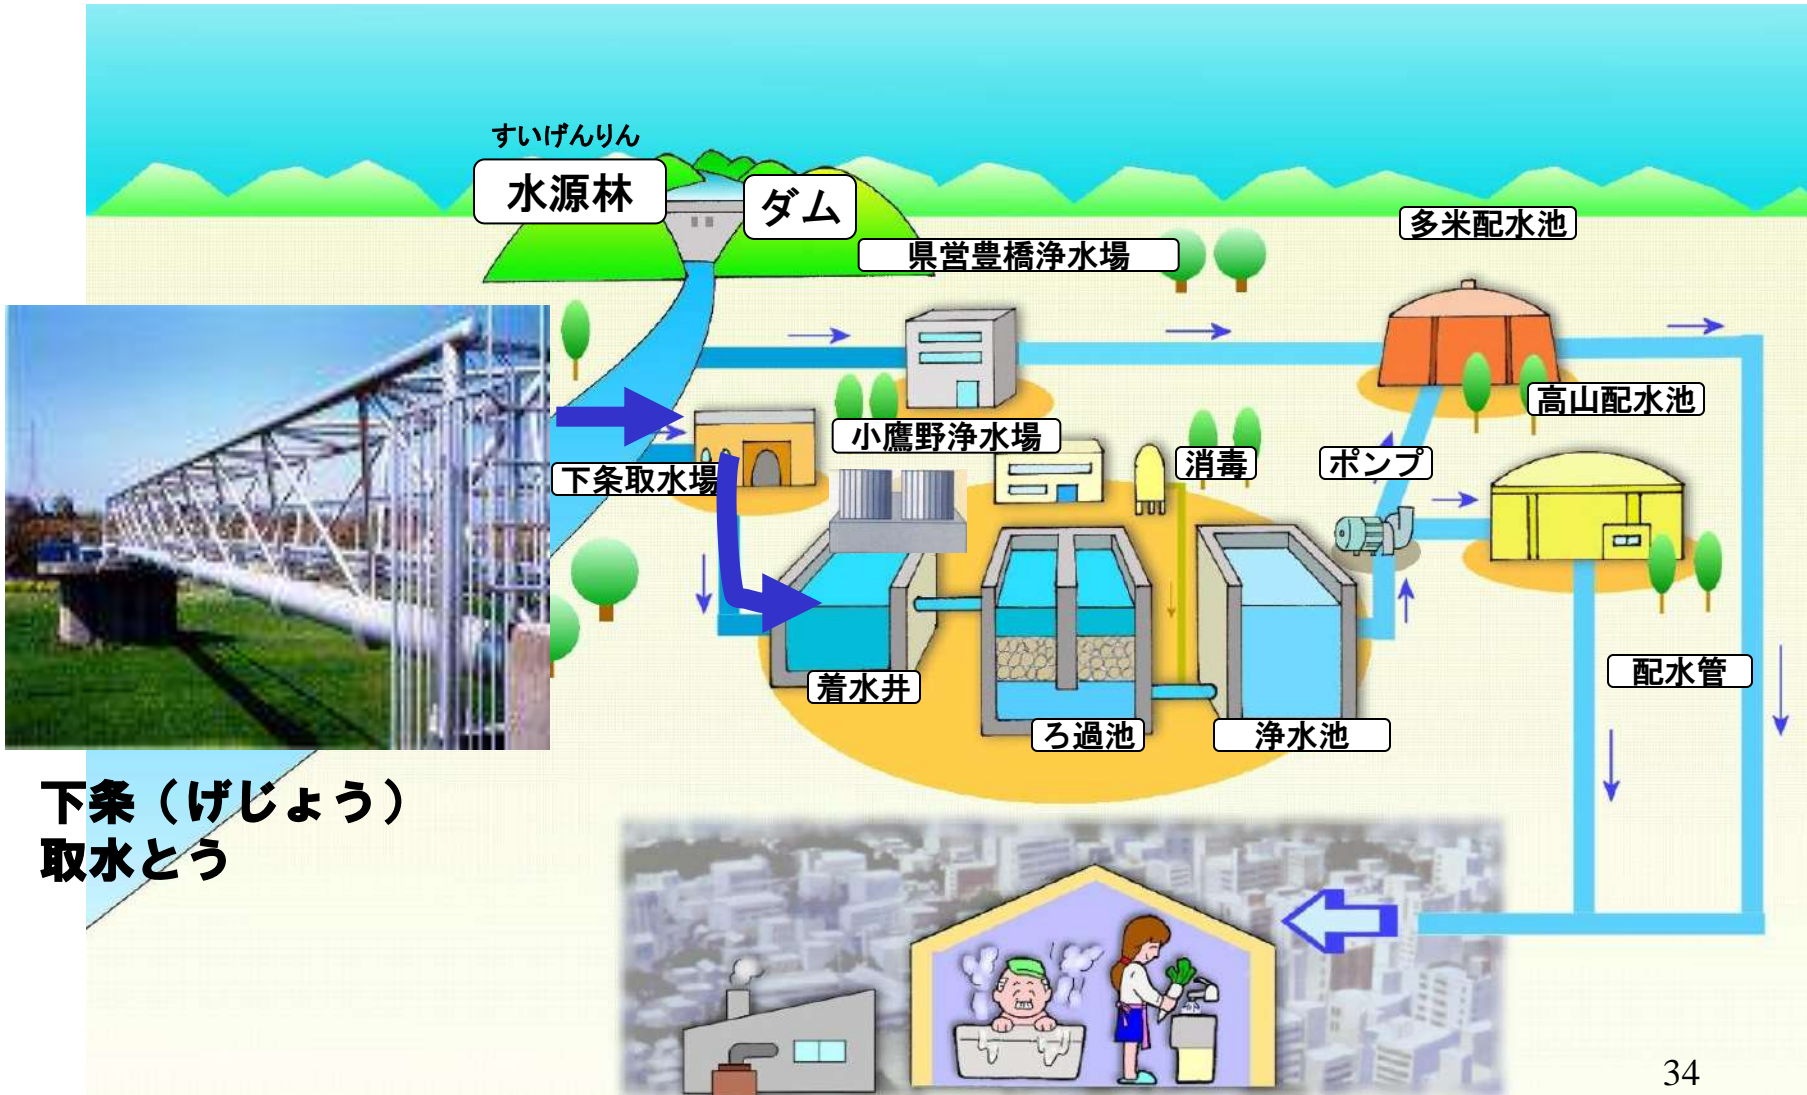 すいげんりん
水源林
ダム
県営豊橋浄水場
多米配水池
高山配水池
小鷹野浄水場
消毒
ポンプ
下条取水場
着水井
ろ過池
浄水池
配水管
下条（げじょう）
取水とう
34